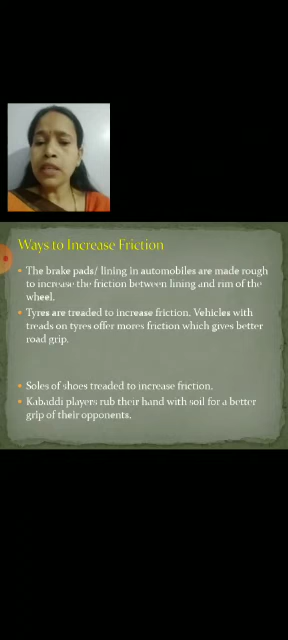 Ways to Increase Friction
The brake pads/ lining in automobiles are made rough
to increase the friction between lining and rim of the
wheel.
Tyres are treaded to increase friction. Vehicles with
treads on tyres offer mores friction which gives better
road grip.
Soles of shoes treaded to increase friction.
Kabaddi players rub their hand with soil for a better
grip of their opponents.